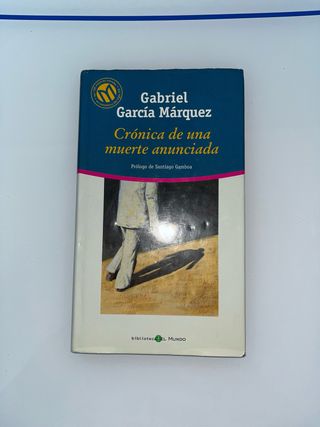 Gabriel
García Márquez
Crónica de una
muerte anunciada
Prólogo de Santiago Gamboa
biblioteca EL MUNDO